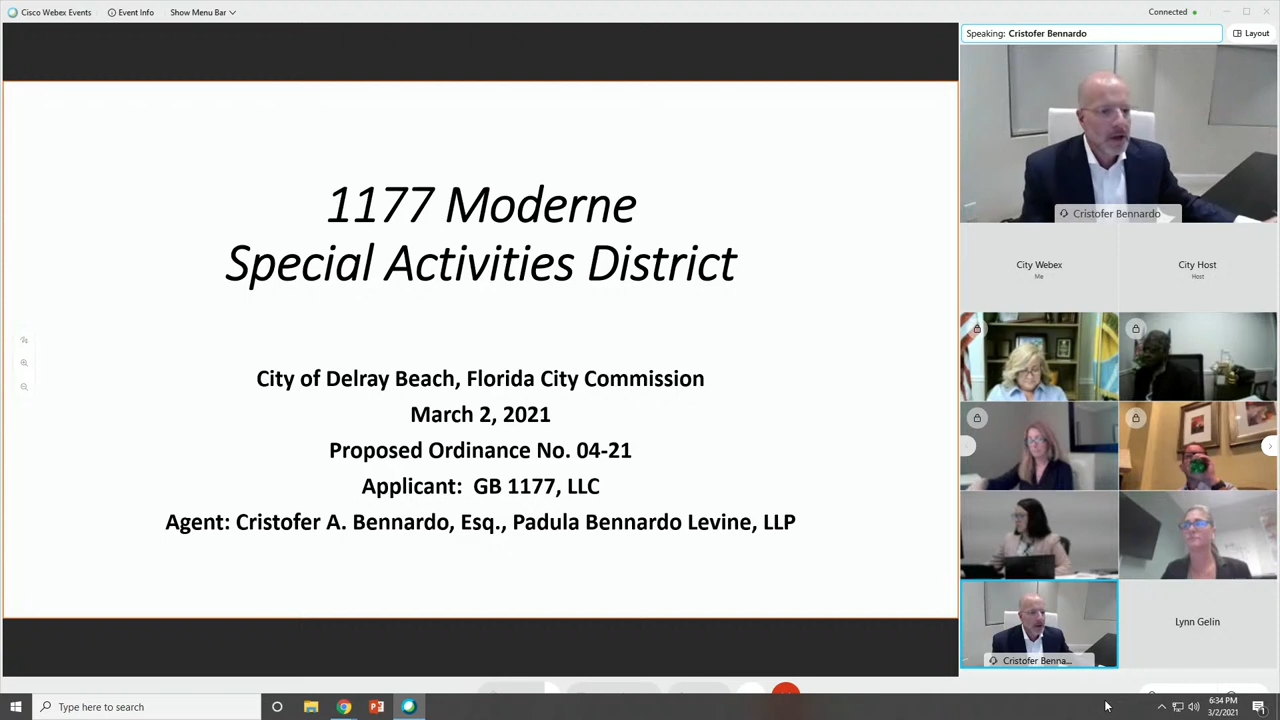 Cisco Webex Events
Event Info
Show Menu Bar
Connected
Speaking: Cristofer Bennardo
Layout
1177 Moderne
Special Activities District
City of Delray Beach, Florida City Commission
March 2, 2021
Proposed Ordinance No. 04-21
Applicant: GB 1177, LLC
Agent: Cristofer A. Bennardo, Esq., Padula Bennardo Levine, LLP
Cristofer Bennardo
City Webex
Me
City Host
Host
Cristofer Benna...
Lynn Gelin
Type here to search
6:34 PM
3/2/2021
1